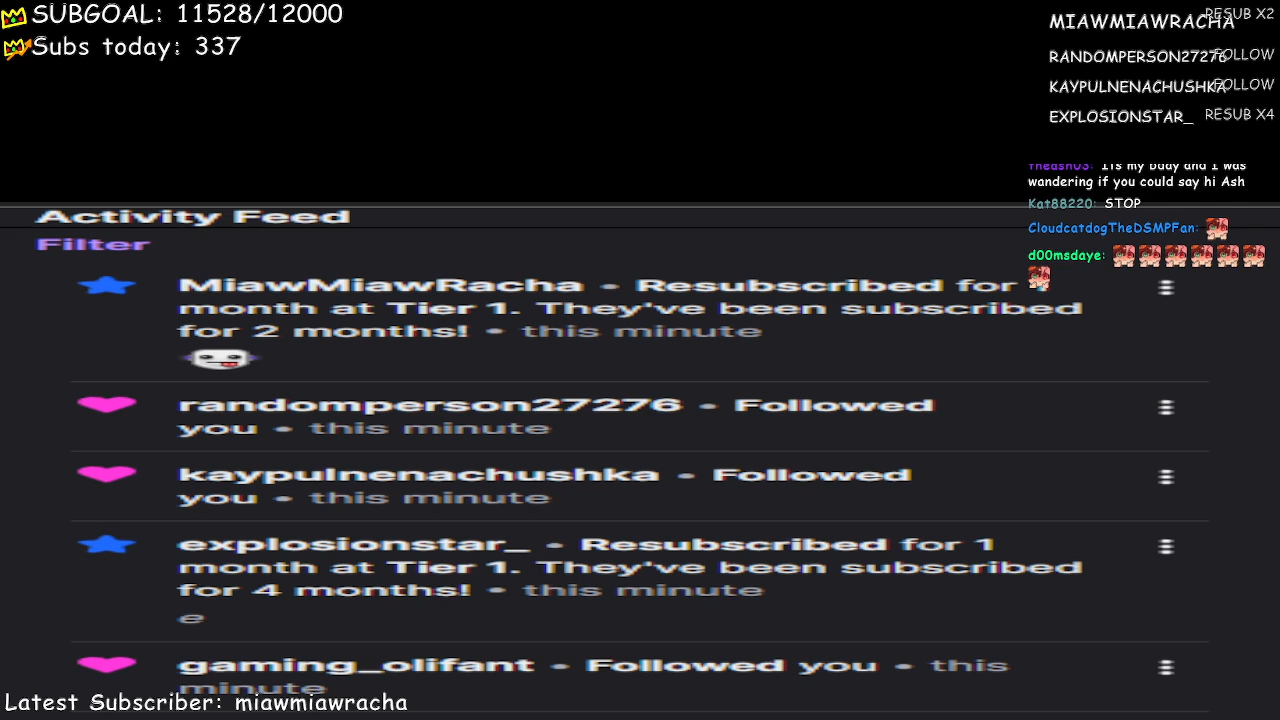 SUBGOAL: 11528/12000
Subs today: 337
MIAWMIAWRACHA RESUB X2
RANDOMPERSON27276 FOLLOW
KAYPULNENACHUSHKA FOLLOW
EXPLOSIONSTAR_ RESUB X4
Theash03: Its my bday and I was
wandering if you could say hi Ash
Kat88220: STOP
CloudcatdogTheDSMPFan:
d00msdaye:
Activity Feed
Filter
MiawMiawRacha • Resubscribed for
month at Tier 1. They've been subscribed
for 2 months! • this minute
randomperson27276 • Followed
you • this minute
kaypulnenachushka • Followed
you • this minute
explosionstar_ • Resubscribed for 1
month at Tier 1. They've been subscribed
for 4 months! • this minute
e
gaming_olifant • Followed you • this
minute
Latest Subscriber: miawmiawracha